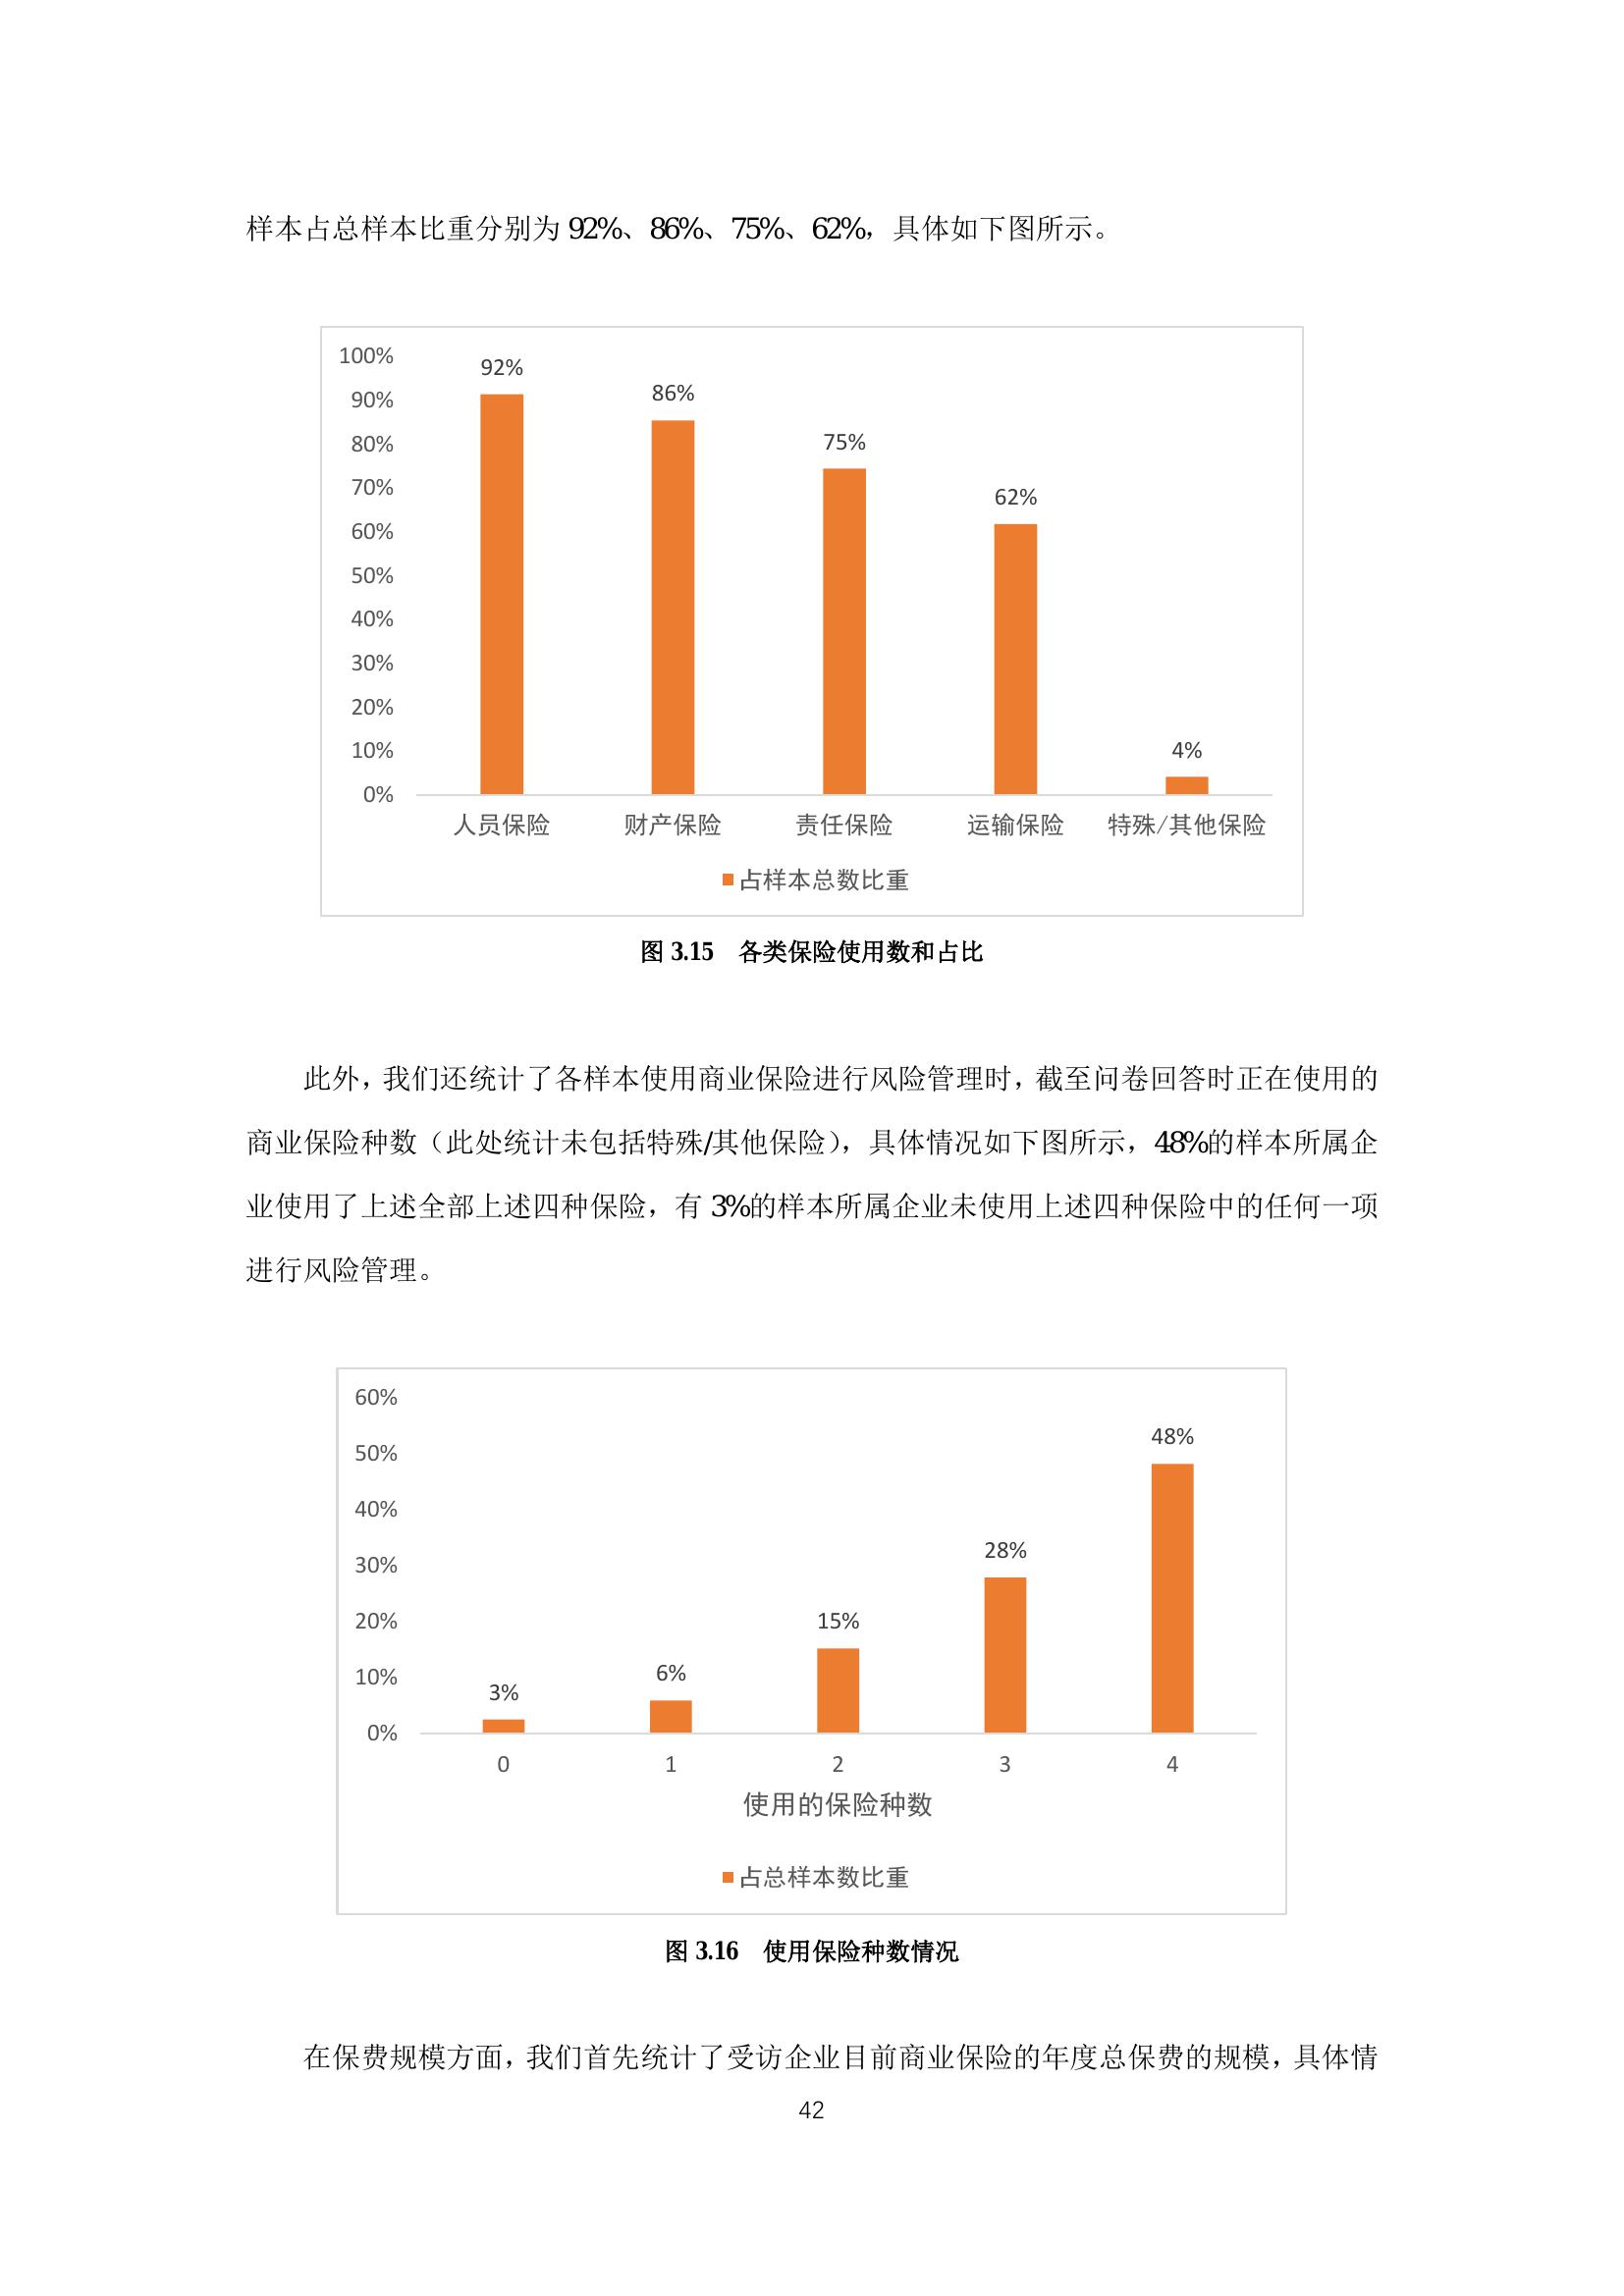 样本占总样本比重分别为 92%、86%、75%、62%，具体如下图所示。
100%
90%
80%
70%
60%
50%
40%
30%
20%
10%
0%
92%
86%
75%
62%
4%
人员保险 财产保险 责任保险 运输保险 特殊/其他保险
占样本总数比重
图 3.15 各类保险使用数和占比
此外，我们还统计了各样本使用商业保险进行风险管理时，截至问卷回答时正在使用的
商业保险种数（此处统计未包括特殊/其他保险），具体情况如下图所示，48%的样本所属企
业使用了上述全部上述四种保险，有 3%的样本所属企业未使用上述四种保险中的任何一项
进行风险管理。
60%
50%
40%
30%
20%
10%
0%
3%
6%
15%
28%
48%
0 1 2 3 4
使用的保险种数
占总样本数比重
图 3.16 使用保险种数情况
在保费规模方面，我们首先统计了受访企业目前商业保险的年度总保费的规模，具体情
42